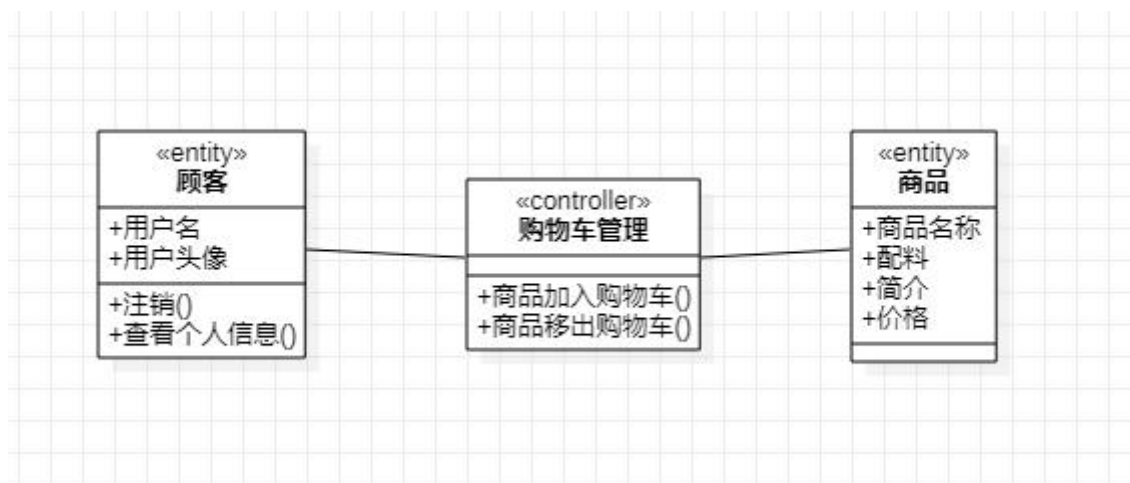 «entity»
顾客
+用户名
+用户头像
+注销()
+查看个人信息()
«controller»
购物车管理
+商品加入购物车()
+商品移出购物车()
«entity»
商品
+商品名称
+配料
+简介
+价格